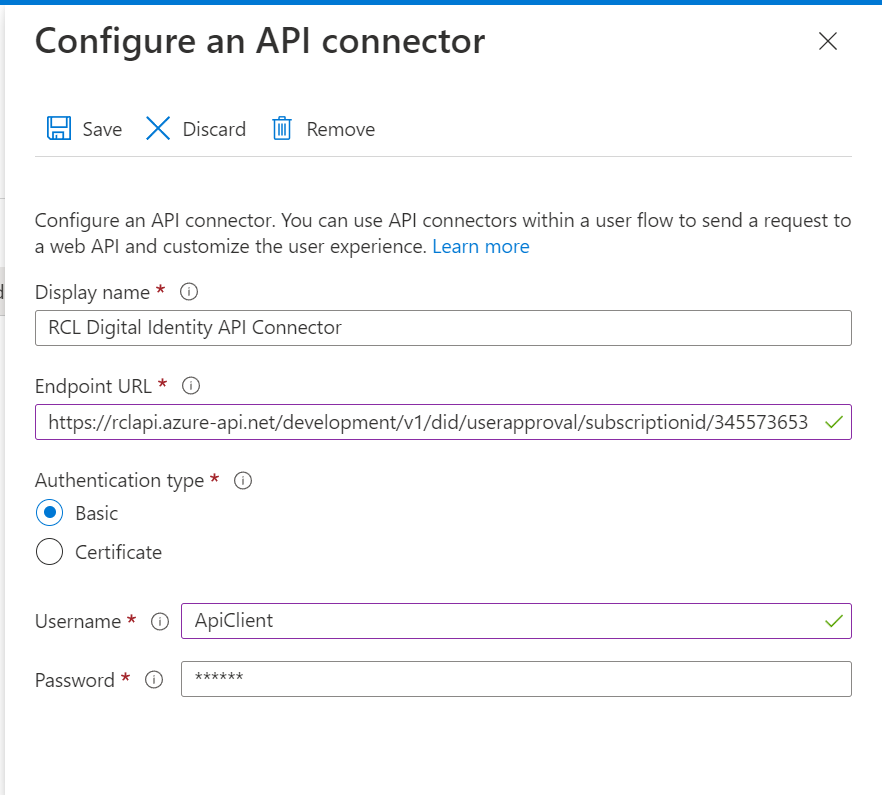 Configure an API connector
Save Discard Remove
Configure an API connector. You can use API connectors within a user flow to send a request to
a web API and customize the user experience. Learn more
Display name *
RCL Digital Identity API Connector
Endpoint URL *
https://rclapi.azure-api.net/development/v1/did/userapproval/subscriptionid/345573653
Authentication type *
Basic
Certificate
Username * ApiClient
Password * ******